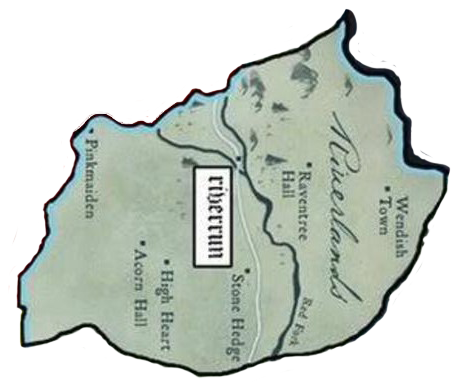 Wendish
Town
Riverlands
Raventree
Hall
Red Fork
Stone Hedge
riverrun
High Heart
Acorn Hall
Pinkmaiden